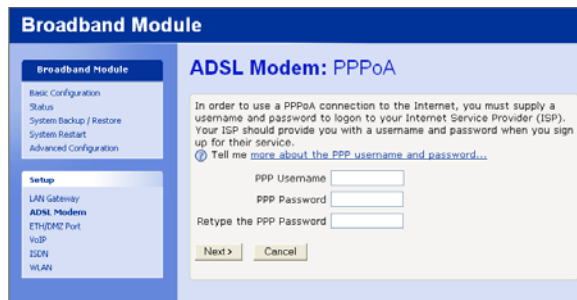 Broadband Module
Broadband Module
Basic Configuration
Status
System Backup / Restore
System Restart
Advanced Configuration
Setup
LAN Gateway
ADSL Modem
ETH/DMZ Port
VoIP
ISDN
WLAN
ADSL Modem: PPPoA
In order to use a PPPoA connection to the Internet, you must supply a
username and password to logon to your Internet Service Provider (ISP).
Your ISP should provide you with a username and password when you sign
up for their service.
? Tell me more about the PPP username and password...
PPP Username
PPP Password
Retype the PPP Password
Next >
Cancel